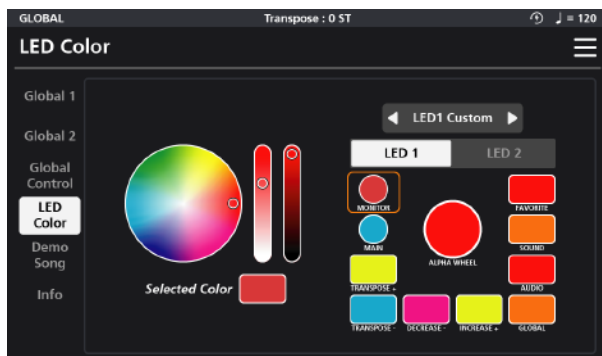 GLOBAL
Transpose : 0 ST
♩ = 120
LED Color
Global 1
Global 2
Global
Control
LED
Color
Demo
Song
Info
Selected Color
LED1 Custom
LED 1
LED 2
MONITOR
FAVORITE
MAIN
ALPHA WHEEL
SOUND
TRANSPOSE +
AUDIO
TRANSPOSE -
DECREASE -
INCREASE +
GLOBAL